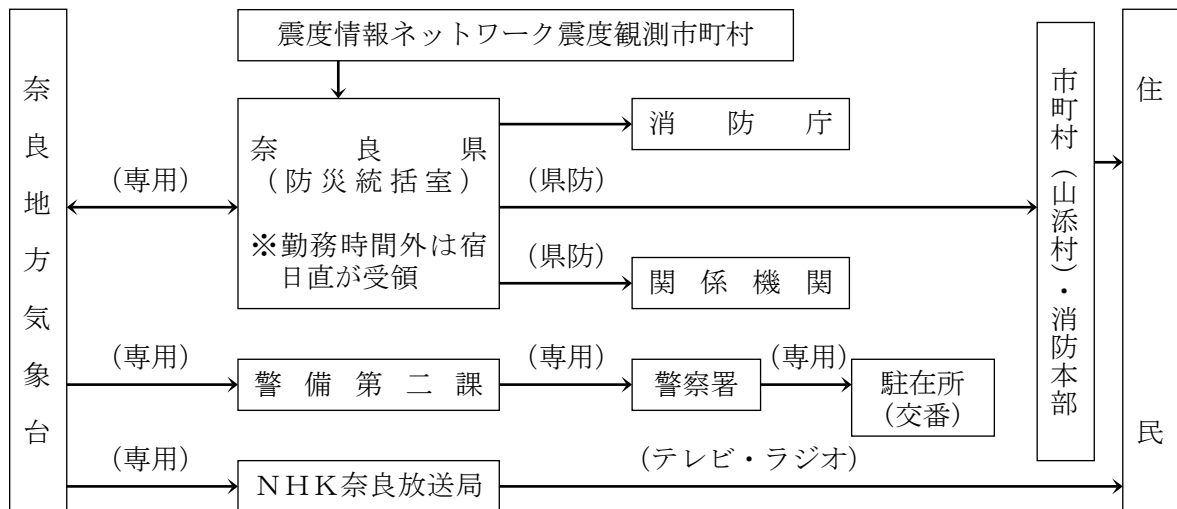 震度情報ネットワーク震度観測市町村
奈良地方気象台
(専用)
奈良県
(防災統括室)
※勤務時間外は宿
日直が受領
消防庁
(県防)
(県防)
関係機関
市町村(山添村)・消防本部
住民
(専用)
警備第二課
(専用)
警察署
(専用)
駐在所
(交番)
(専用)
NHK奈良放送局
(テレビ・ラジオ)